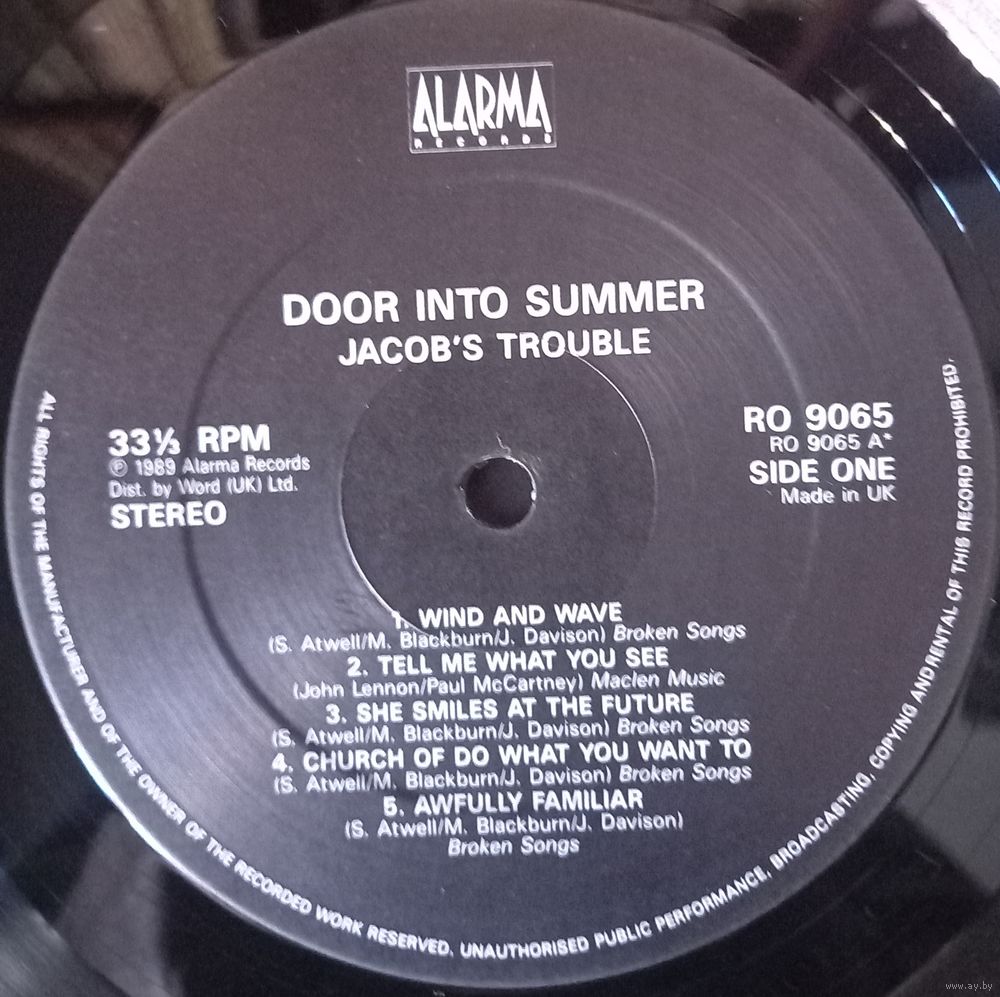 ALARMA
RECORDS
DOOR INTO SUMMER
JACOB'S TROUBLE
33⅓ RPM
℗ 1989 Alarma Records
Dist. by Word (UK) Ltd.
STEREO
RO 9065
RO 9065 A*
SIDE ONE
Made in UK
1. WIND AND WAVE
(S. Atwell/M. Blackburn/J. Davison) Broken Songs
2. TELL ME WHAT YOU SEE
(John Lennon/Paul McCartney) Maclen Music
3. SHE SMILES AT THE FUTURE
(S. Atwell/M. Blackburn/J. Davison) Broken Songs
4. CHURCH OF DO WHAT YOU WANT TO
(S. Atwell/M. Blackburn/J. Davison) Broken Songs
5. AWFULLY FAMILIAR
(S. Atwell/M. Blackburn/J. Davison)
Broken Songs
ALL RIGHTS OF THE MANUFACTURER AND OF THE OWNER OF THE RECORDED WORK RESERVED. UNAUTHORISED PUBLIC PERFORMANCE, BROADCASTING, COPYING AND RENTAL OF THIS RECORD PROHIBITED.
www.ay.by